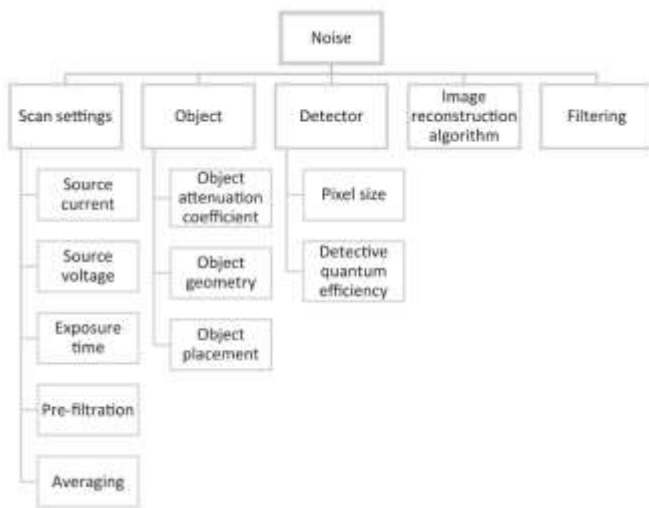 Noise
Scan settings
Object
Detector
Image
reconstruction
algorithm
Filtering
Source
current
Source
voltage
Exposure
time
Pre-filtration
Averaging
Object
attenuation
coefficient
Object
geometry
Object
placement
Pixel size
Detective
quantum
efficiency